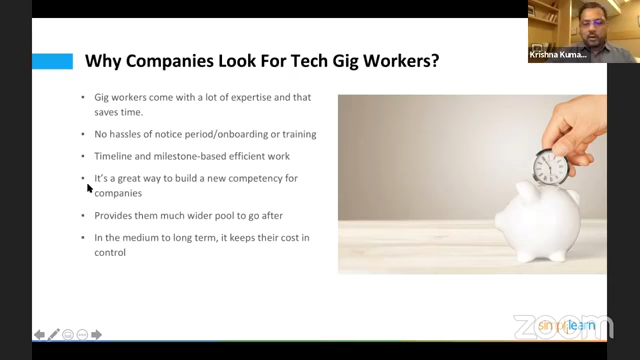 Krishna Kuma...
Why Companies Look For Tech Gig Workers?
• Gig workers come with a lot of expertise and that
saves time.
• No hassles of notice period/onboarding or training
• Timeline and milestone-based efficient work
• It's a great way to build a new competency for
companies
• Provides them much wider pool to go after
• In the medium to long term, it keeps their cost in
control
simplilearn
zoom